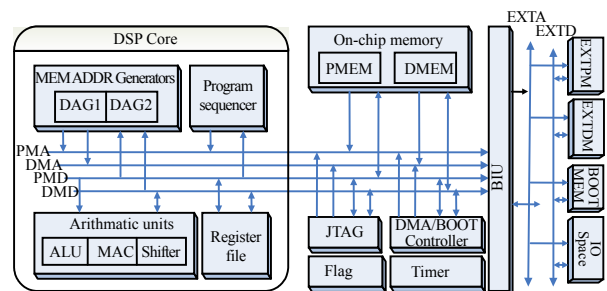 DSP Core
MEM ADDR Generators
DAG1 DAG2
Program
sequencer
On-chip memory
PMEM DMEM
EXTA
EXTD
EXTPM
EXTDM
BOOT
MEM
IO
Space
PMA
DMA
PMD
DMD
BIU
Arithmatic units
ALU MAC Shifter
Register
file
JTAG
DMA/BOOT
Controller
Flag
Timer